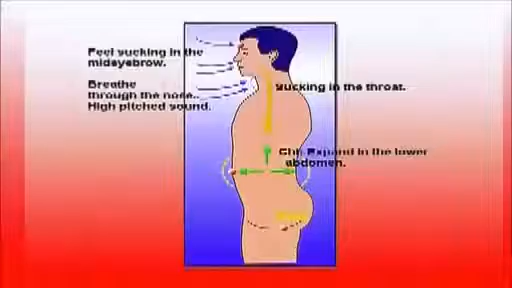 Feel sucking in the
mideyebrow.
Breathe
through the nose.
High pitched sound.
Sucking in the throat.
Chi: Expand in the lower
abdomen.